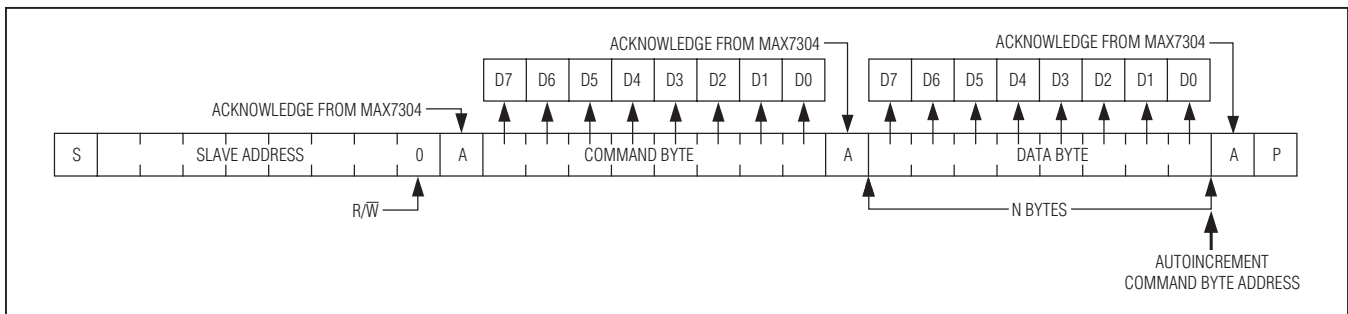 ACKNOWLEDGE FROM MAX7304 ACKNOWLEDGE FROM MAX7304
D7 D6 D5 D4 D3 D2 D1 D0 D7 D6 D5 D4 D3 D2 D1 D0
ACKNOWLEDGE FROM MAX7304
S SLAVE ADDRESS 0 A COMMAND BYTE A DATA BYTE A P
R/W̅ N BYTES
AUTOINCREMENT
COMMAND BYTE ADDRESS